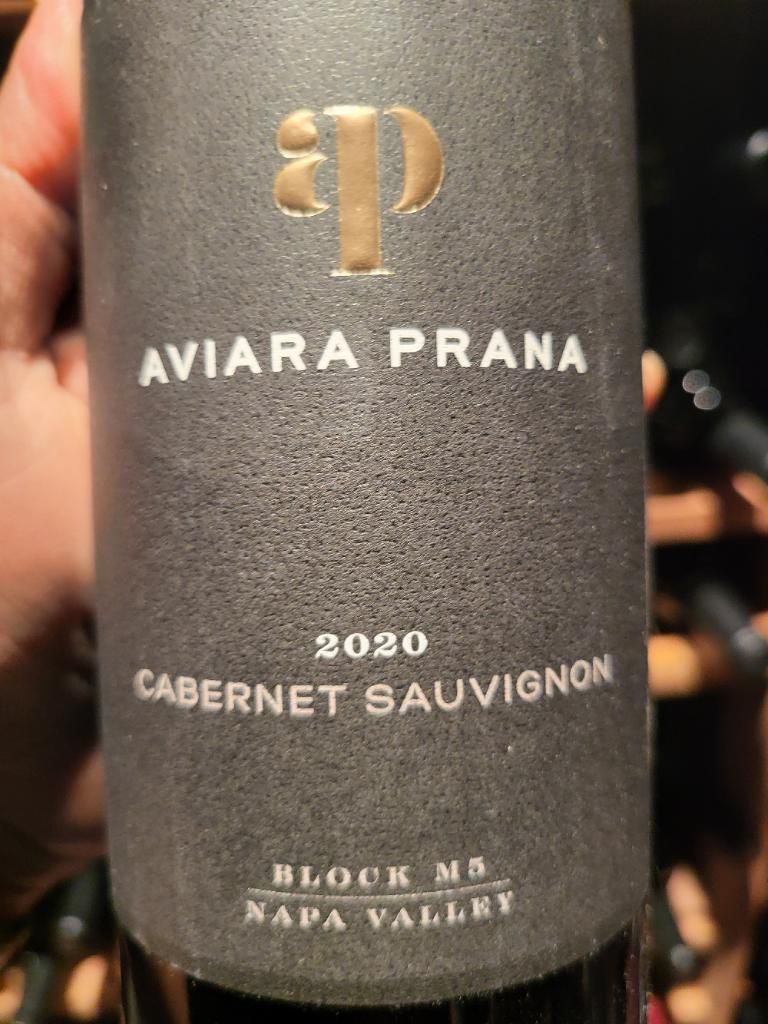 ap
AVIARA PRANA
2020
CABERNET SAUVIGNON
BLOCK M5
NAPA VALLEY